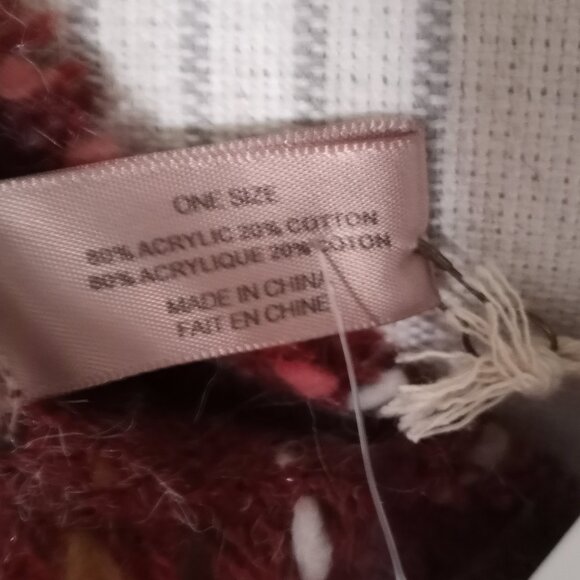 ONE SIZE
80% ACRYLIC 20% COTTON
80% ACRYLIQUE 20% COTON
MADE IN CHINA
FAIT EN CHINE